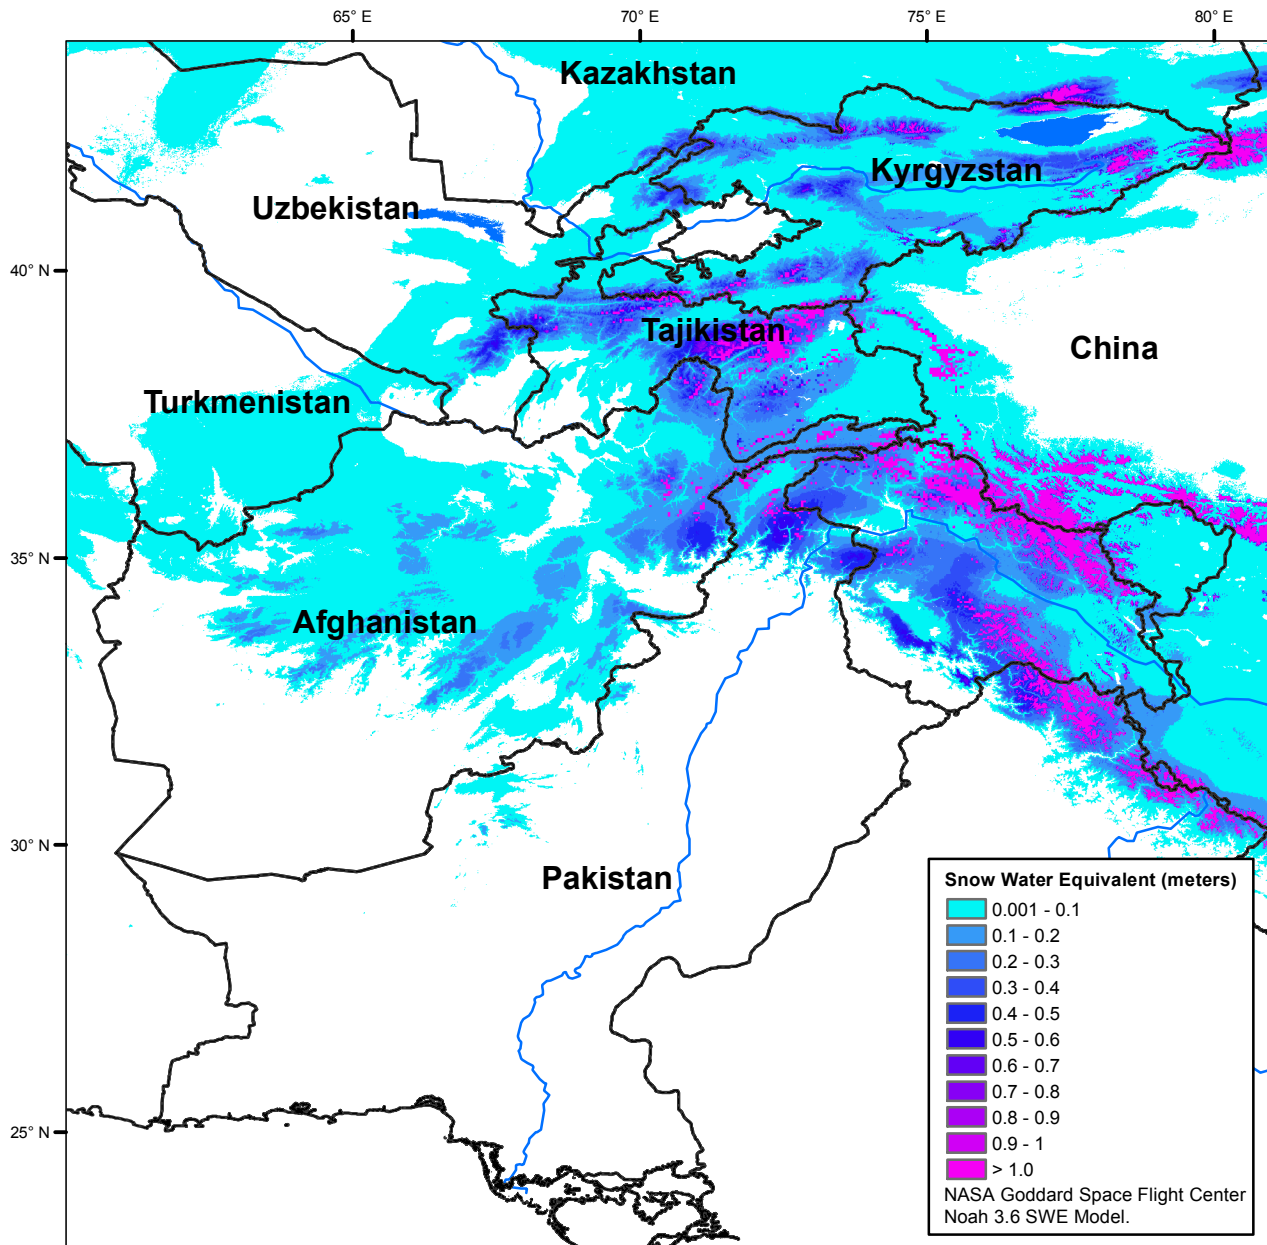 65° E
70° E
75° E
80° E
Kazakhstan
Kyrgyzstan
Uzbekistan
40° N
Tajikistan
China
Turkmenistan
35° N
Afghanistan
30° N
Pakistan
25° N
Snow Water Equivalent (meters)
0.001 - 0.1
0.1 - 0.2
0.2 - 0.3
0.3 - 0.4
0.4 - 0.5
0.5 - 0.6
0.6 - 0.7
0.7 - 0.8
0.8 - 0.9
0.9 - 1
> 1.0
NASA Goddard Space Flight Center
Noah 3.6 SWE Model.